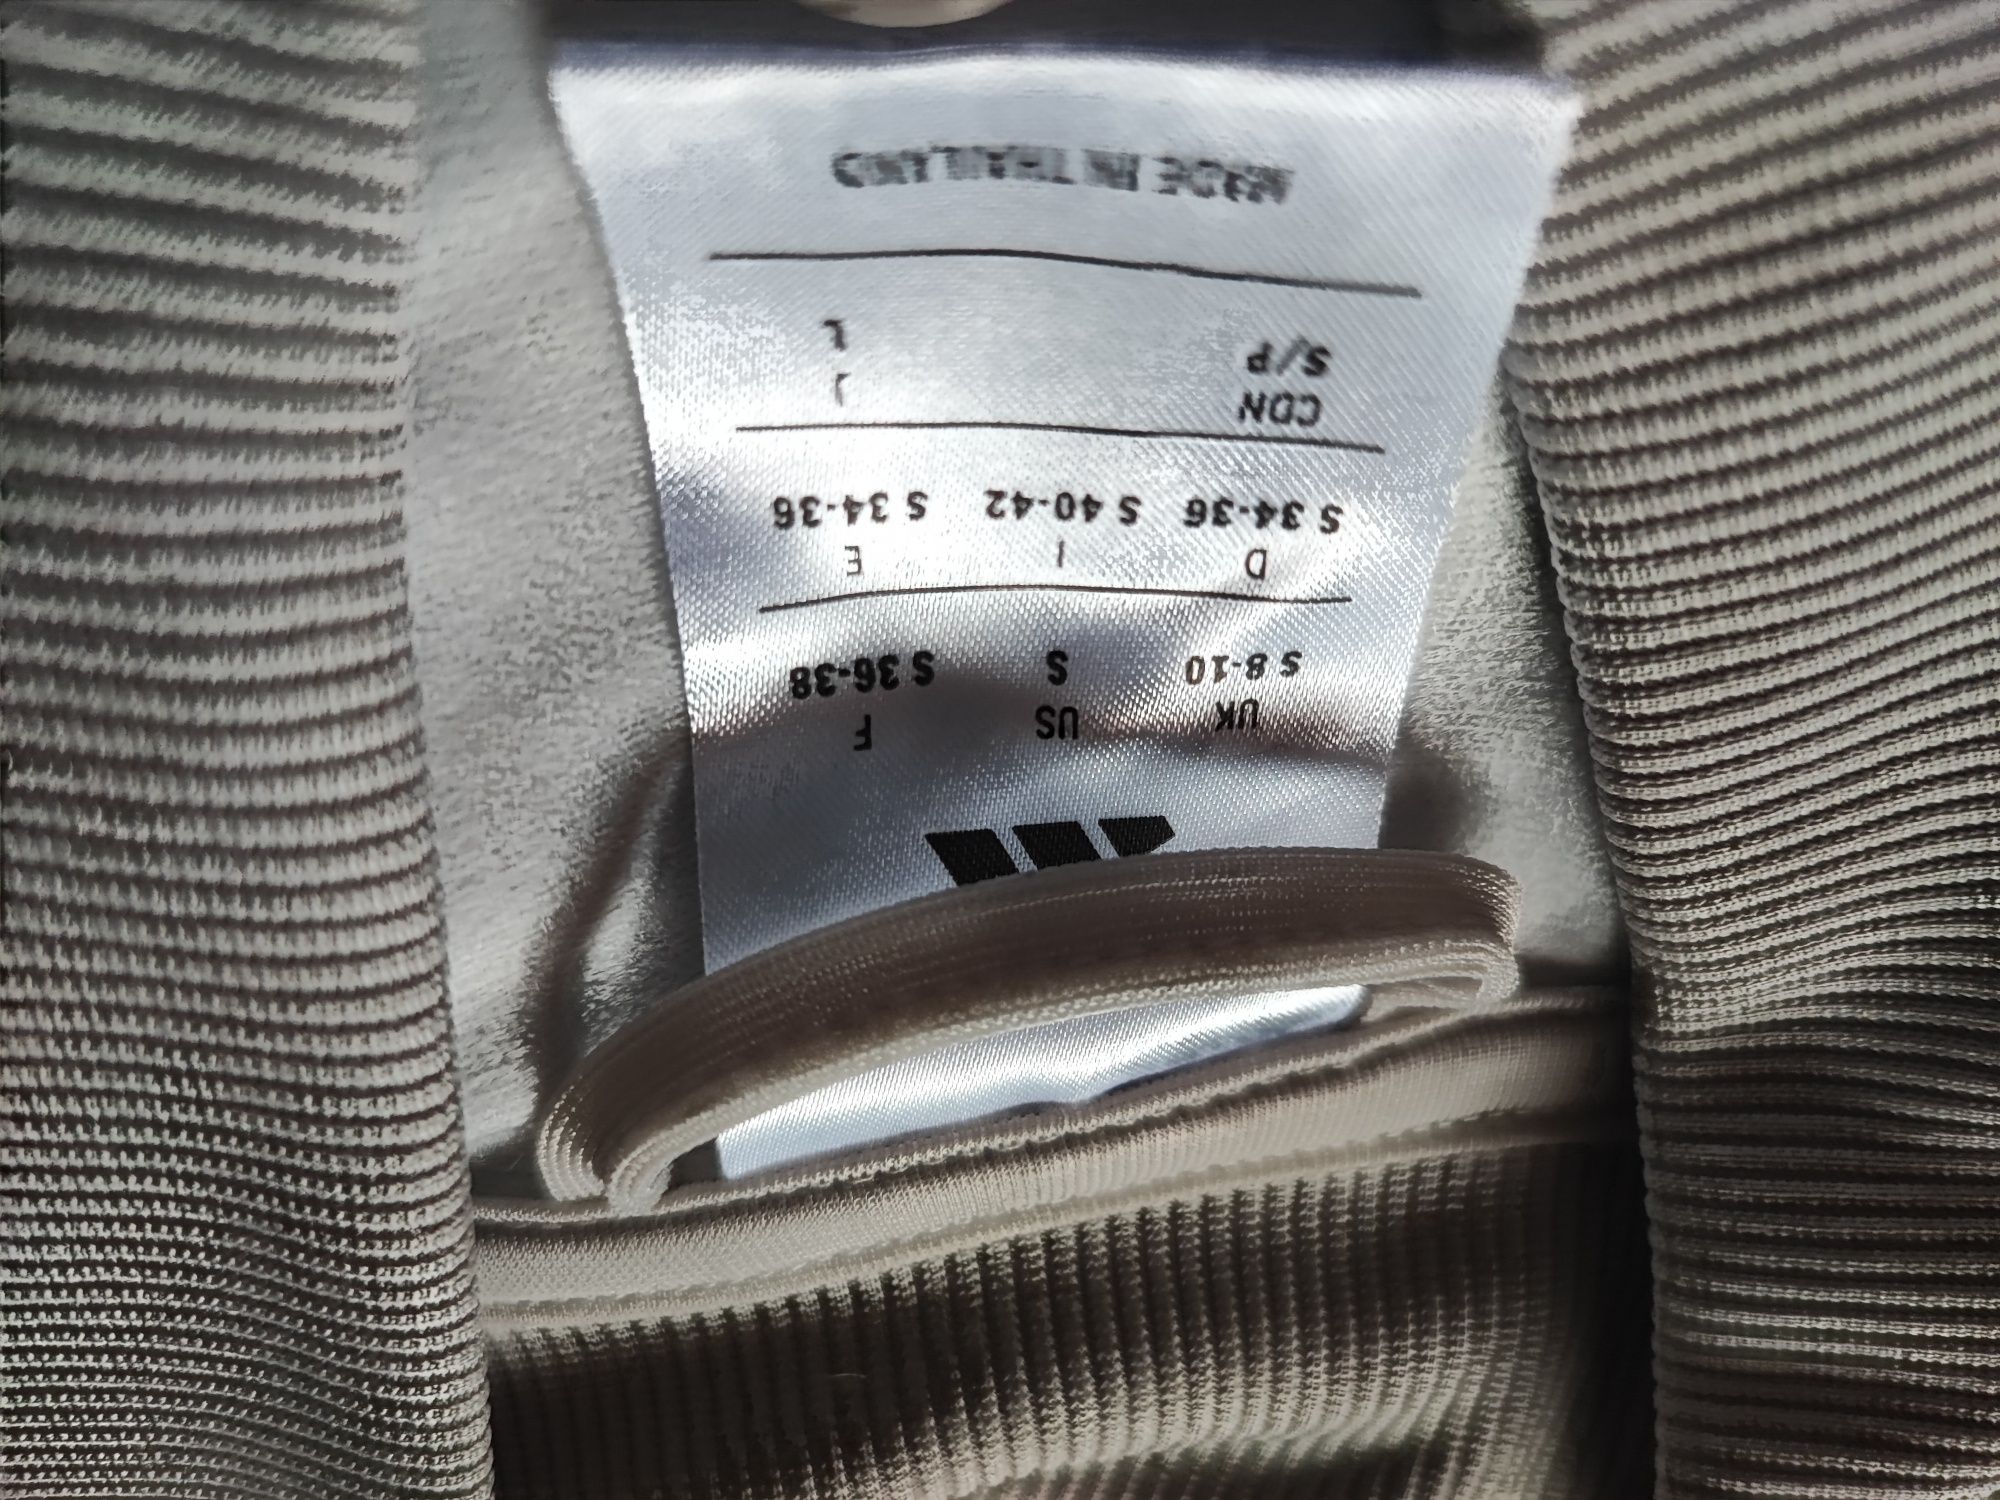 UK US F
S 8-10 S S 36-38
D I E
S 34-36 S 40-42 S 34-36
CDN J
S/P L
MADE IN THAILAND